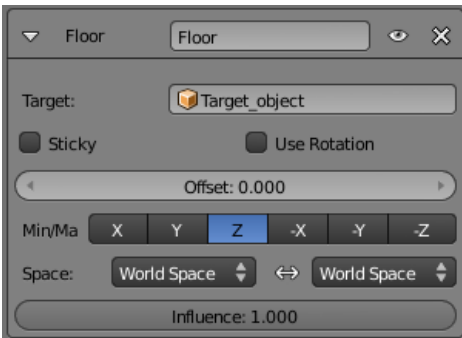 Floor Floor
Target: Target_object
Sticky Use Rotation
Offset: 0.000
Min/Ma X Y Z -X -Y -Z
Space: World Space World Space
Influence: 1.000